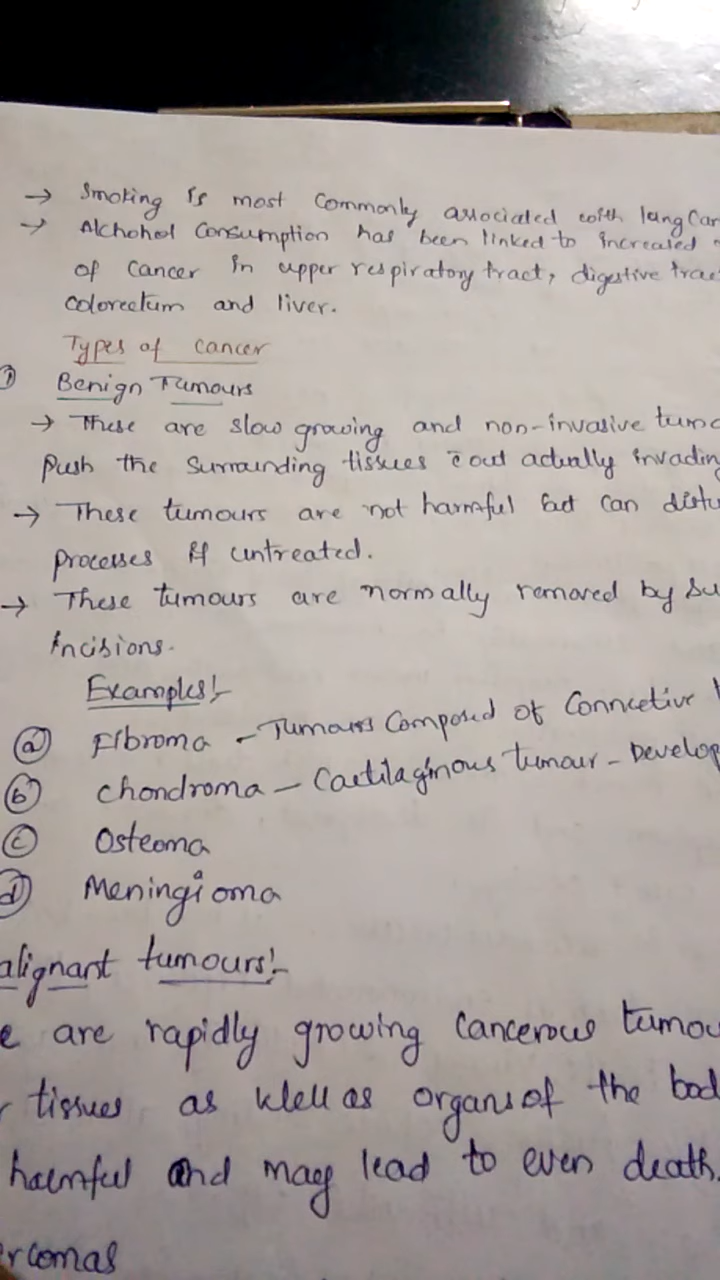 → Smoking is most commonly associated with lung Can
→ Alchohol Consumption has been linked to increased
of cancer in upper respiratory tract, digestive trac
colorectum and liver.
Types of cancer
① Benign Tumours
→ These are slow growing and non-invasive tumo
push the surrounding tissues c out actually invadin
→ These tumours are not harmful but can distu
processes if untreated.
→ These tumours are normally removed by Su
incisions.
Examples:-
ⓐ Fibroma - Tumours Composed of Conncetive
ⓑ Chondroma - Cartilaginous tumour - Develop
ⓒ Osteoma
ⓓ Meningioma
alignant tumours:-
e are rapidly growing cancerous tumou
tissues as well as organs of the bod
harmful and may lead to even death.
rcomas